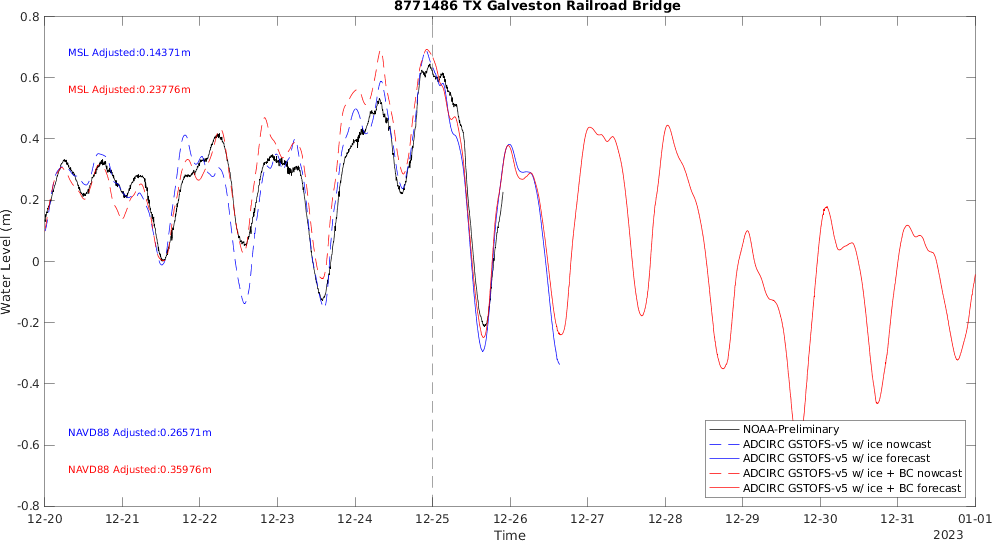 8771486 TX Galveston Railroad Bridge
0.8
0.6
0.4
0.2
0
-0.2
-0.4
-0.6
-0.8
Water Level (m)
MSL Adjusted:0.14371m
MSL Adjusted:0.23776m
NAVD88 Adjusted:0.26571m
NAVD88 Adjusted:0.35976m
NOAA-Preliminary
ADCIRC GSTOFS-v5 w/ ice nowcast
ADCIRC GSTOFS-v5 w/ ice forecast
ADCIRC GSTOFS-v5 w/ ice + BC nowcast
ADCIRC GSTOFS-v5 w/ ice + BC forecast
12-20 12-21 12-22 12-23 12-24 12-25 12-26 12-27 12-28 12-29 12-30 12-31 01-01
Time
2023